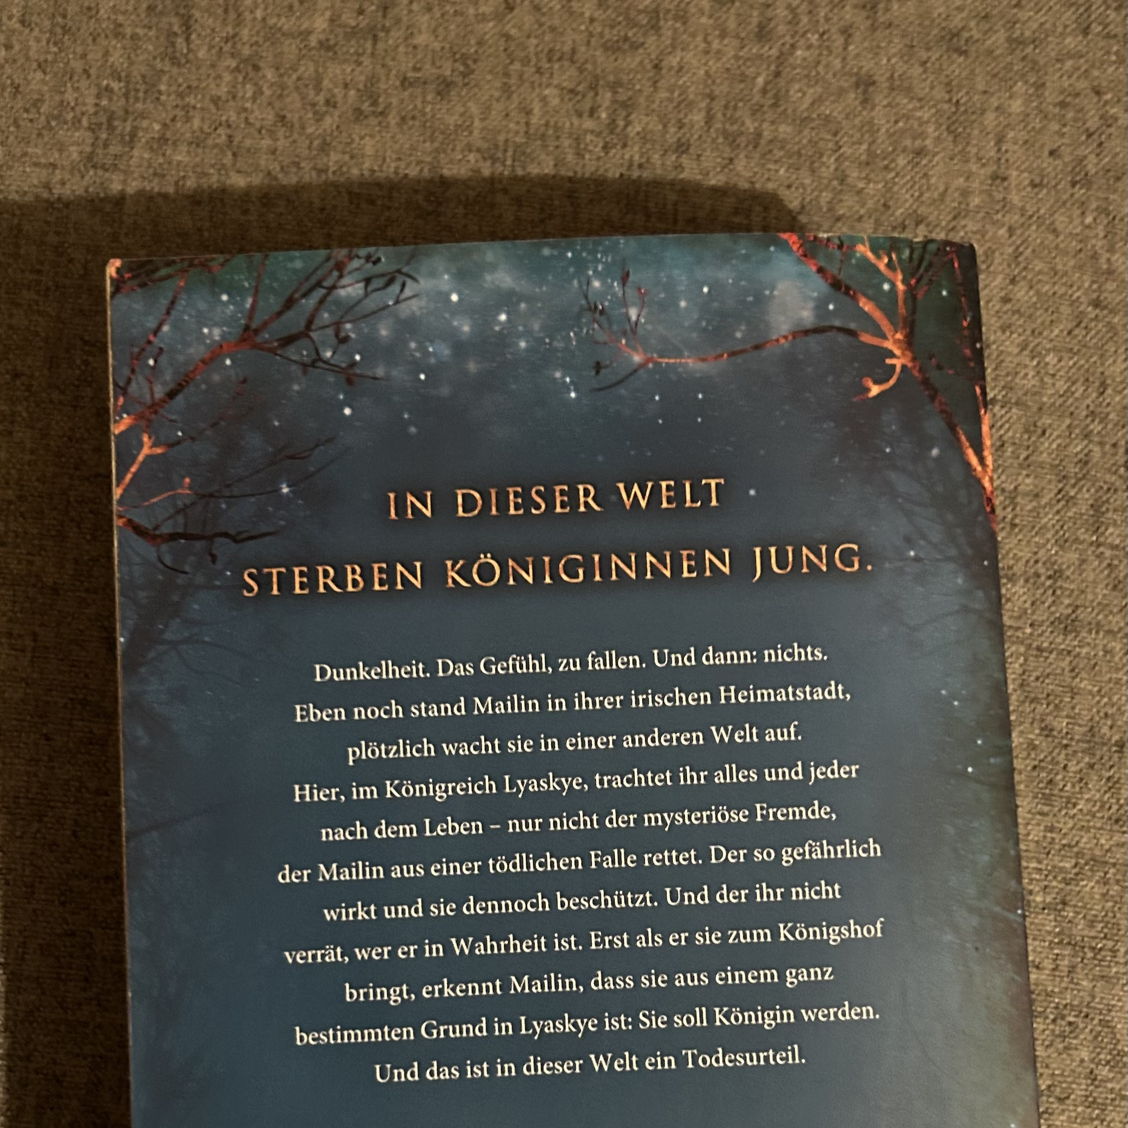 IN DIESER WELT
STERBEN KÖNIGINNEN JUNG.
Dunkelheit. Das Gefühl, zu fallen. Und dann: nichts.
Eben noch stand Mailin in ihrer irischen Heimatstadt,
plötzlich wacht sie in einer anderen Welt auf.
Hier, im Königreich Lyaskye, trachtet ihr alles und jeder
nach dem Leben – nur nicht der mysteriöse Fremde,
der Mailin aus einer tödlichen Falle rettet. Der so gefährlich
wirkt und sie dennoch beschützt. Und der ihr nicht
verrät, wer er in Wahrheit ist. Erst als er sie zum Königshof
bringt, erkennt Mailin, dass sie aus einem ganz
bestimmten Grund in Lyaskye ist: Sie soll Königin werden.
Und das ist in dieser Welt ein Todesurteil.